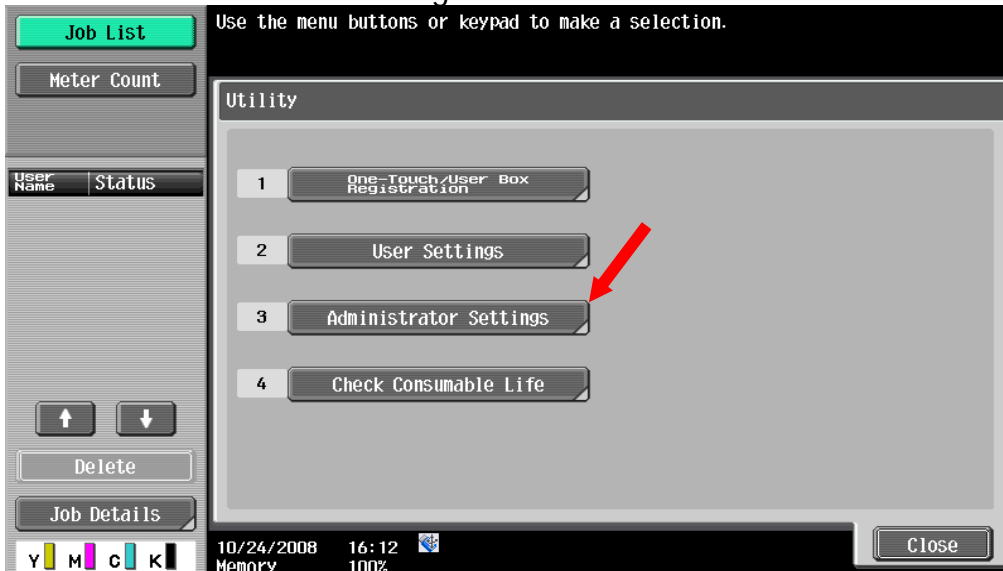 Job List
Meter Count
User Name Status
Delete
Job Details
Y M C K
Use the menu buttons or keypad to make a selection.
Utility
1 One-Touch/User Box Registration
2 User Settings
3 Administrator Settings
4 Check Consumable Life
10/24/2008 16:12
Memory 100%
Close